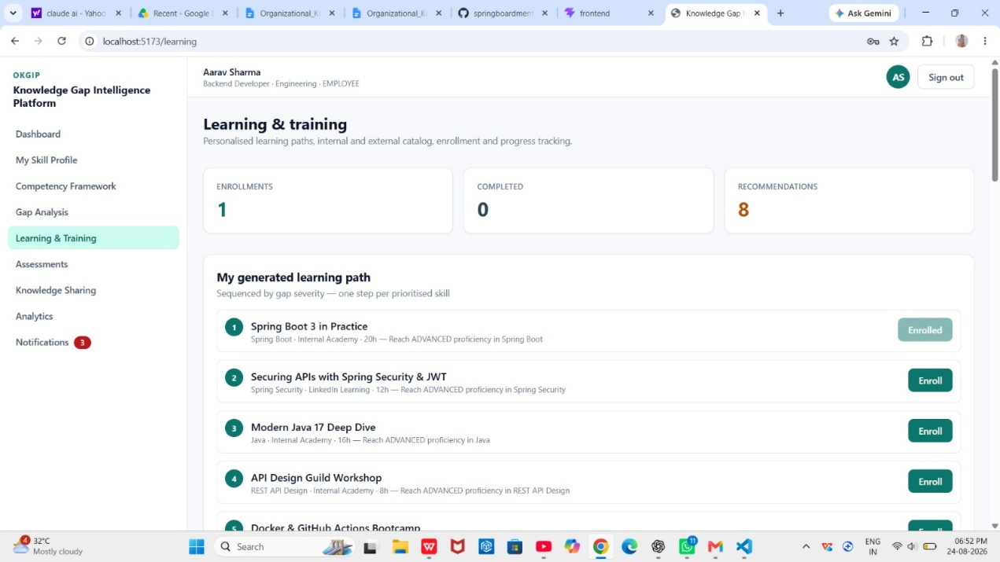 claude ai - Yahoo
Recent - Google
Organizational_K
Organizational_K
springboardment
frontend
Knowledge Gap
Ask Gemini
localhost:5173/learning
OKGIP
Knowledge Gap Intelligence
Platform
Dashboard
My Skill Profile
Competency Framework
Gap Analysis
Learning & Training
Assessments
Knowledge Sharing
Analytics
Notifications 3
Aarav Sharma
Backend Developer · Engineering · EMPLOYEE
AS
Sign out
Learning & training
Personalised learning paths, internal and external catalog, enrollment and progress tracking.
ENROLLMENTS
1
COMPLETED
0
RECOMMENDATIONS
8
My generated learning path
Sequenced by gap severity — one step per prioritised skill
1
Spring Boot 3 in Practice
Spring Boot · Internal Academy · 20h — Reach ADVANCED proficiency in Spring Boot
Enrolled
2
Securing APIs with Spring Security & JWT
Spring Security · LinkedIn Learning · 12h — Reach ADVANCED proficiency in Spring Security
Enroll
3
Modern Java 17 Deep Dive
Java · Internal Academy · 16h — Reach ADVANCED proficiency in Java
Enroll
4
API Design Guild Workshop
REST API Design · Internal Academy · 8h — Reach ADVANCED proficiency in REST API Design
Enroll
5
Docker & GitHub Actions Bootcamp
Enroll
4
32°C
Mostly cloudy
Search
11
ENG
IN
06:52 PM
24-08-2026